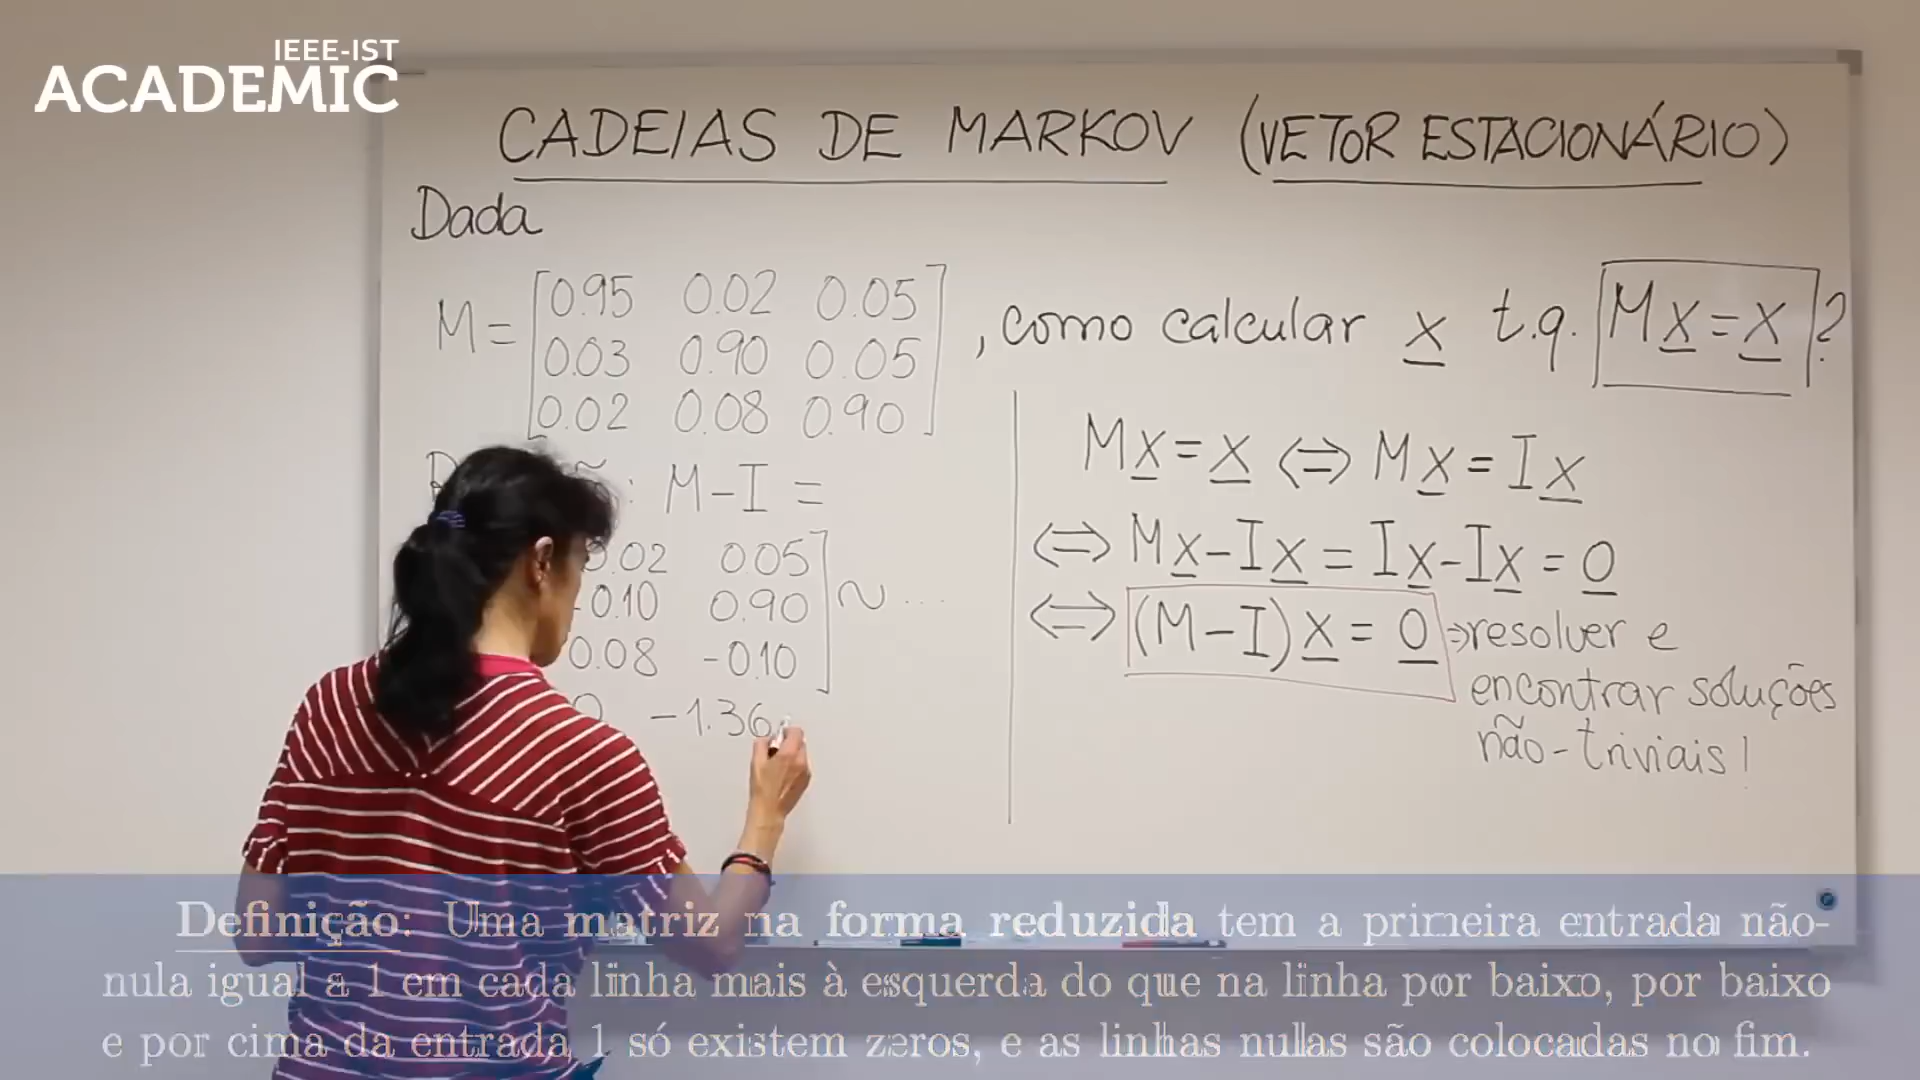 IEEE-IST
ACADEMIC
CADEIAS DE MARKOV (VETOR ESTACIONÁRIO)
Dada
M = [0.95 0.02 0.05
0.03 0.90 0.05
0.02 0.08 0.90] , como calcular x t.q. Mx = x ?
: M - I =
0.02 0.05
-0.10 0.90 ~ ...
0.08 -0.10
0 -1.36
Mx = x ⇔ Mx = Ix
⇔ Mx - Ix = Ix - Ix = 0
⇔ (M - I)x = 0 ⇒ resolver e
encontrar soluções
não-triviais!
Definição: Uma matriz na forma reduzida tem a primeira entrada não-
nula igual a 1 em cada linha mais à esquerda do que na linha por baixo, por baixo
e por cima da entrada 1 só existem zeros, e as linhas nulas são colocadas no fim.